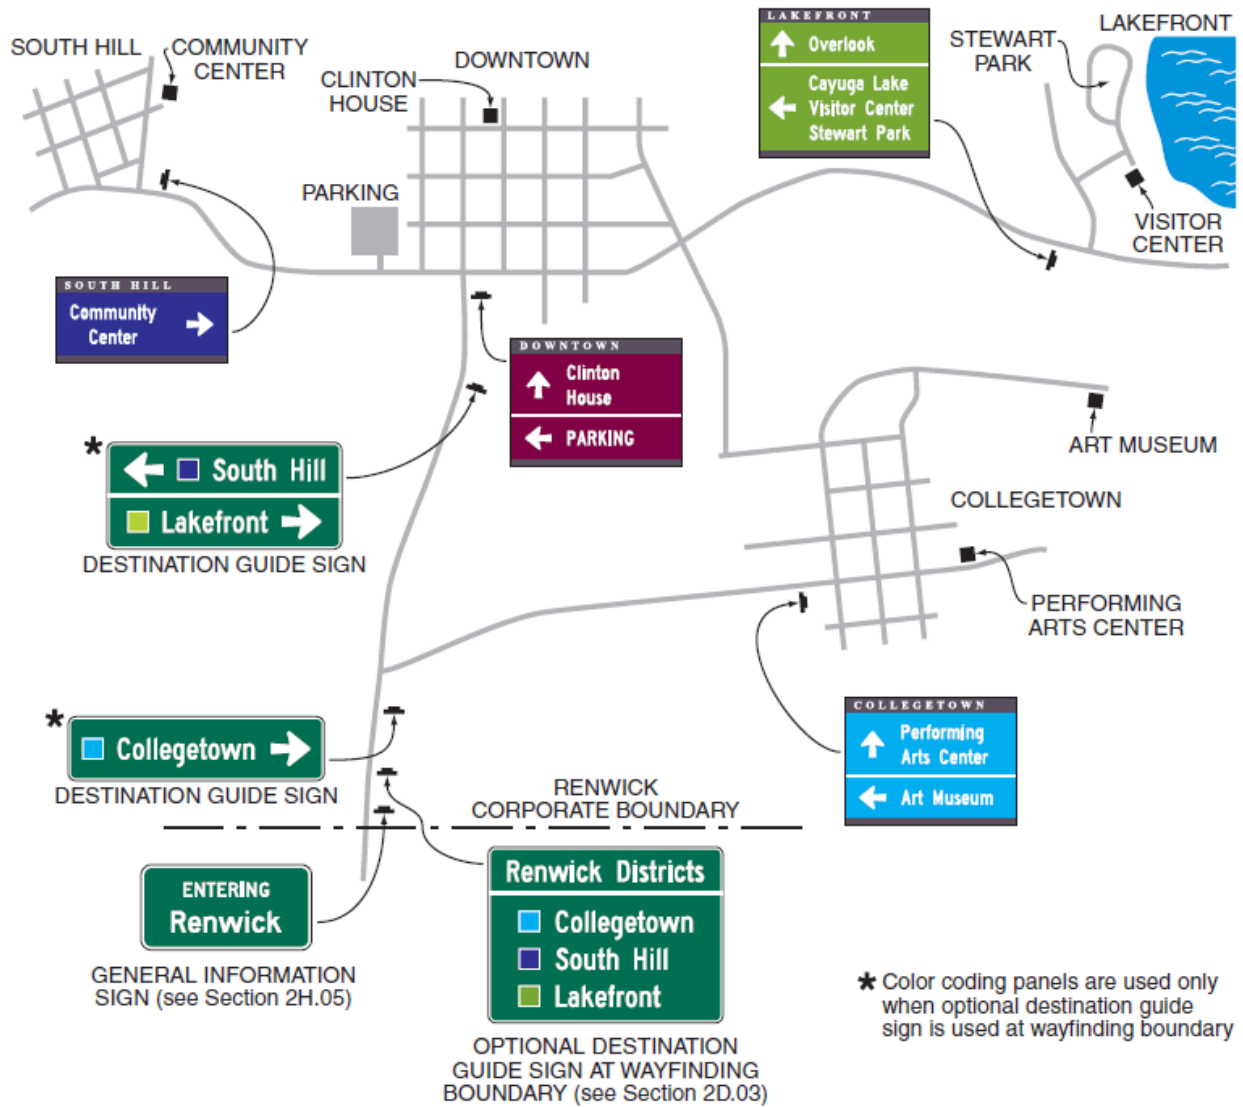 LAKEFRONT
Overlook
Cayuga Lake
Visitor Center
Stewart Park
LAKEFRONT
STEWART
PARK
SOUTH HILL
COMMUNITY
CENTER
DOWNTOWN
CLINTON
HOUSE
PARKING
VISITOR
CENTER
SOUTH HILL
Community
Center
DOWNTOWN
Clinton
House
PARKING
ART MUSEUM
* South Hill
Lakefront
DESTINATION GUIDE SIGN
COLLEGETOWN
PERFORMING
ARTS CENTER
COLLEGETOWN
Performing
Arts Center
Art Museum
* Collegetown
DESTINATION GUIDE SIGN
RENWICK
CORPORATE BOUNDARY
ENTERING
Renwick
GENERAL INFORMATION
SIGN (see Section 2H.05)
Renwick Districts
Collegetown
South Hill
Lakefront
OPTIONAL DESTINATION
GUIDE SIGN AT WAYFINDING
BOUNDARY (see Section 2D.03)
* Color coding panels are used only
when optional destination guide
sign is used at wayfinding boundary